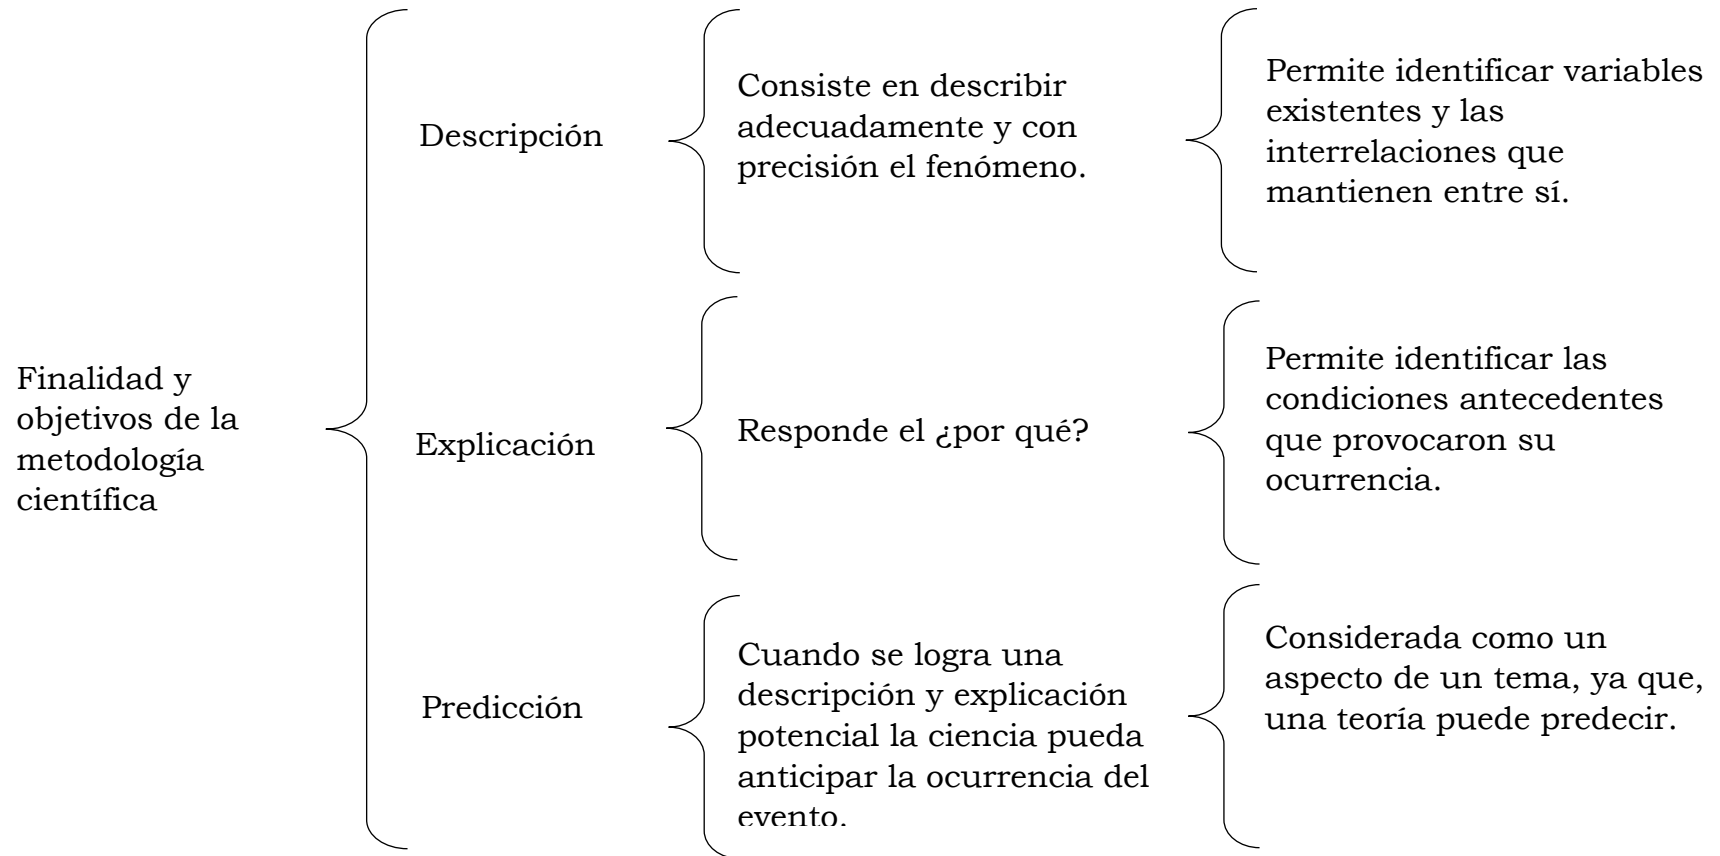 Finalidad y
objetivos de la
metodología
científica
Descripción
Consiste en describir
adecuadamente y con
precisión el fenómeno.
Permite identificar variables
existentes y las
interrelaciones que
mantienen entre sí.
Explicación
Responde el ¿por qué?
Permite identificar las
condiciones antecedentes
que provocaron su
ocurrencia.
Predicción
Cuando se logra una
descripción y explicación
potencial la ciencia pueda
anticipar la ocurrencia del
evento.
Considerada como un
aspecto de un tema, ya que,
una teoría puede predecir.